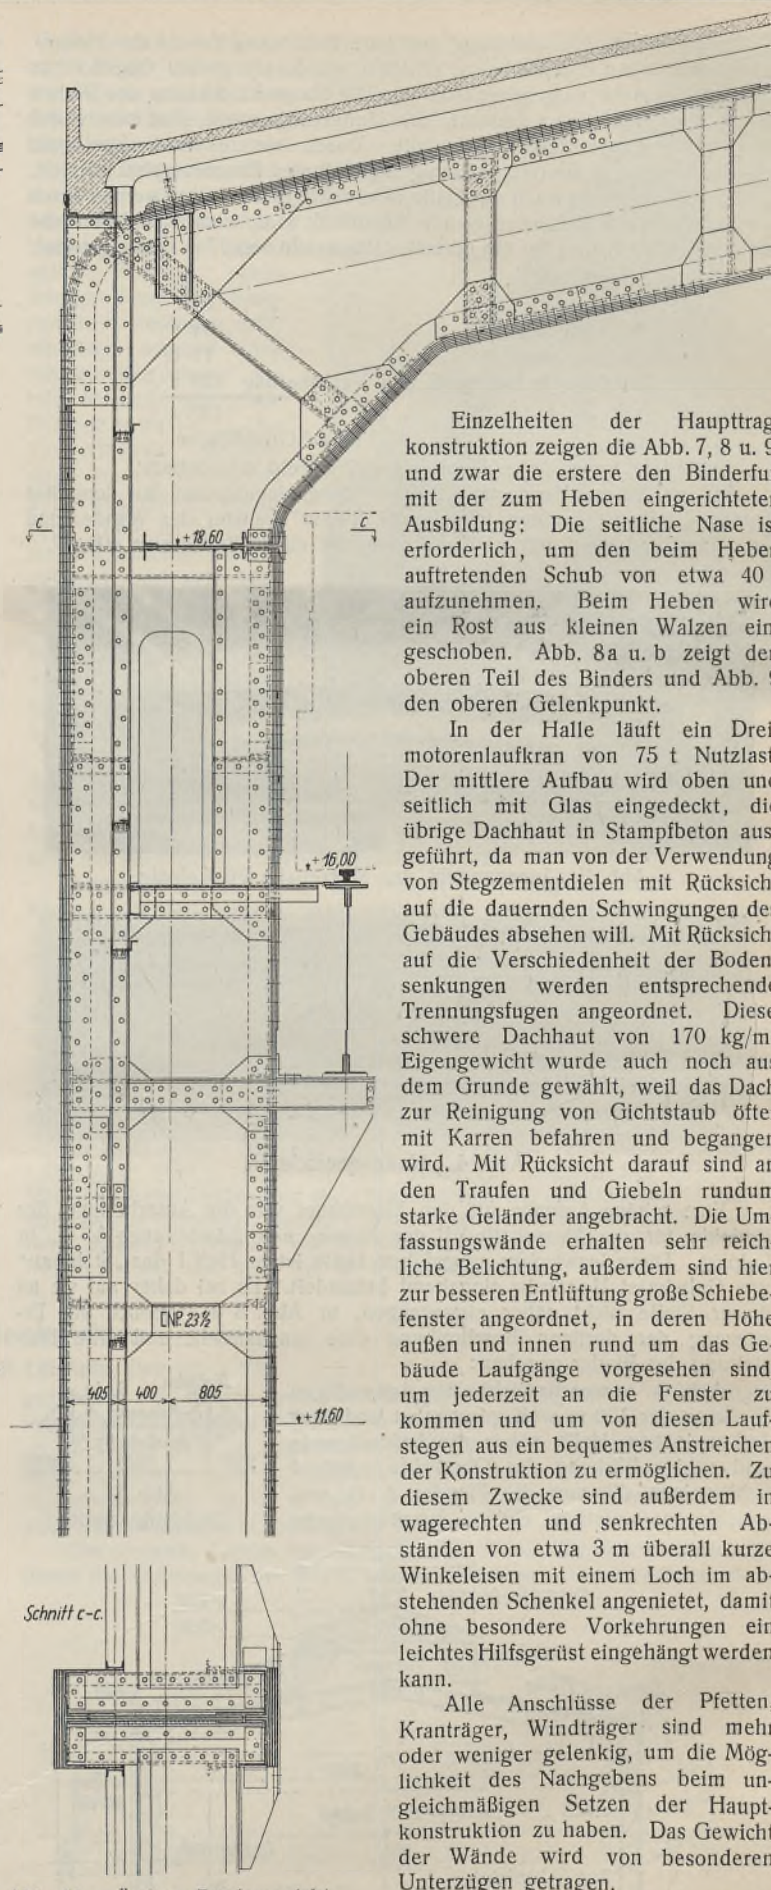 C
C
+18,60
+16,00
CNP. 23½
405 400 805
+11,60
Schnitt c-c.
Einzelheiten der Haupttrag
konstruktion zeigen die Abb. 7, 8 u. 9
und zwar die erstere den Binderfu
mit der zum Heben eingerichtete
Ausbildung: Die seitliche Nase is
erforderlich, um den beim Hebe
auftretenden Schub von etwa 40
aufzunehmen. Beim Heben wird
ein Rost aus kleinen Walzen ein
geschoben. Abb. 8a u. b zeigt den
oberen Teil des Binders und Abb. 9
den oberen Gelenkpunkt.
In der Halle läuft ein Drei
motorenlaufkran von 75 t Nutzlast
Der mittlere Aufbau wird oben und
seitlich mit Glas eingedeckt, die
übrige Dachhaut in Stampfbeton aus
geführt, da man von der Verwendung
von Stegzementdielen mit Rücksich
auf die dauernden Schwingungen de
Gebäudes absehen will. Mit Rücksich
auf die Verschiedenheit der Boden
senkungen werden entsprechende
Trennungsfugen angeordnet. Diese
schwere Dachhaut von 170 kg/m
Eigengewicht wurde auch noch aus
dem Grunde gewählt, weil das Dach
zur Reinigung von Gichtstaub öfte
mit Karren befahren und begangen
wird. Mit Rücksicht darauf sind an
den Traufen und Giebeln rundum
starke Geländer angebracht. Die Um
fassungswände erhalten sehr reich
liche Belichtung, außerdem sind hie
zur besseren Entlüftung große Schiebe-
fenster angeordnet, in deren Höhe
außen und innen rund um das Ge-
bäude Laufgänge vorgesehen sind
um jederzeit an die Fenster zu
kommen und um von diesen Lauf-
stegen aus ein bequemes Anstreichen
der Konstruktion zu ermöglichen. Zu
diesem Zwecke sind außerdem in
wagerechten und senkrechten Ab-
ständen von etwa 3 m überall kurze
Winkeleisen mit einem Loch im ab-
stehenden Schenkel angenietet, damit
ohne besondere Vorkehrungen ein
leichtes Hilfsgerüst eingehängt werden
kann.
Alle Anschlüsse der Pfetten
Kranträger, Windträger sind mehr
oder weniger gelenkig, um die Mög-
lichkeit des Nachgebens beim un-
gleichmäßigen Setzen der Haupt-
konstruktion zu haben. Das Gewicht
der Wände wird von besonderen
Unterzügen getragen.